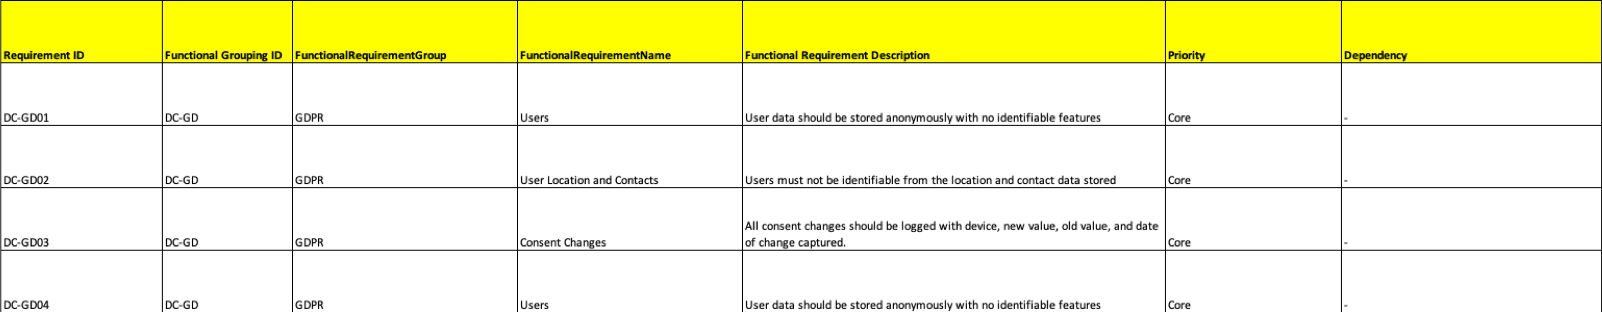 Requirement ID Functional Grouping ID FunctionalRequirementGroup FunctionalRequirementName Functional Requirement Description Priority Dependency
DC-GD01 DC-GD GDPR Users User data should be stored anonymously with no identifiable features Core -
DC-GD02 DC-GD GDPR User Location and Contacts Users must not be identifiable from the location and contact data stored Core -
All consent changes should be logged with device, new value, old value, and date
DC-GD03 DC-GD GDPR Consent Changes of change captured. Core -
DC-GD04 DC-GD GDPR Users User data should be stored anonymously with no identifiable features Core -